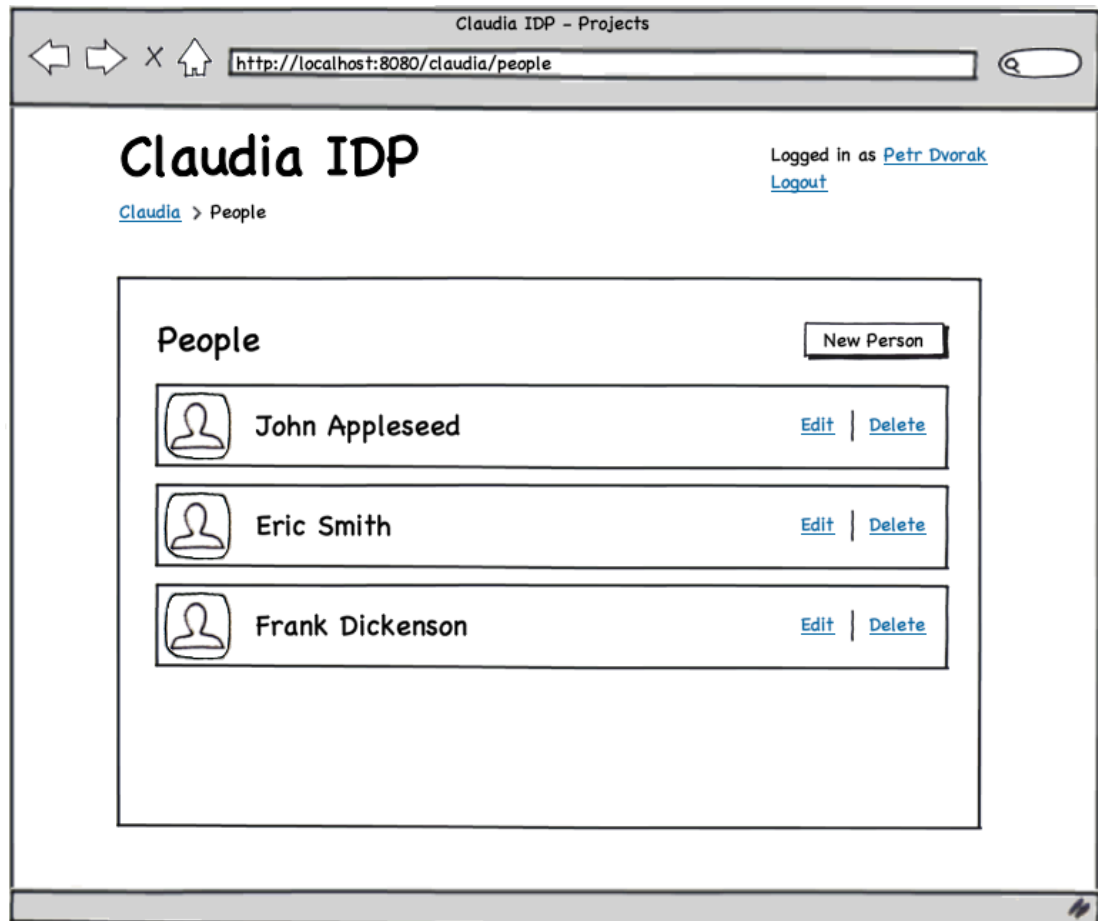 Claudia IDP - Projects
http://localhost:8080/claudia/people
Claudia IDP
Logged in as Petr Dvorak
Logout
Claudia > People
People
New Person
John Appleseed Edit | Delete
Eric Smith Edit | Delete
Frank Dickenson Edit | Delete